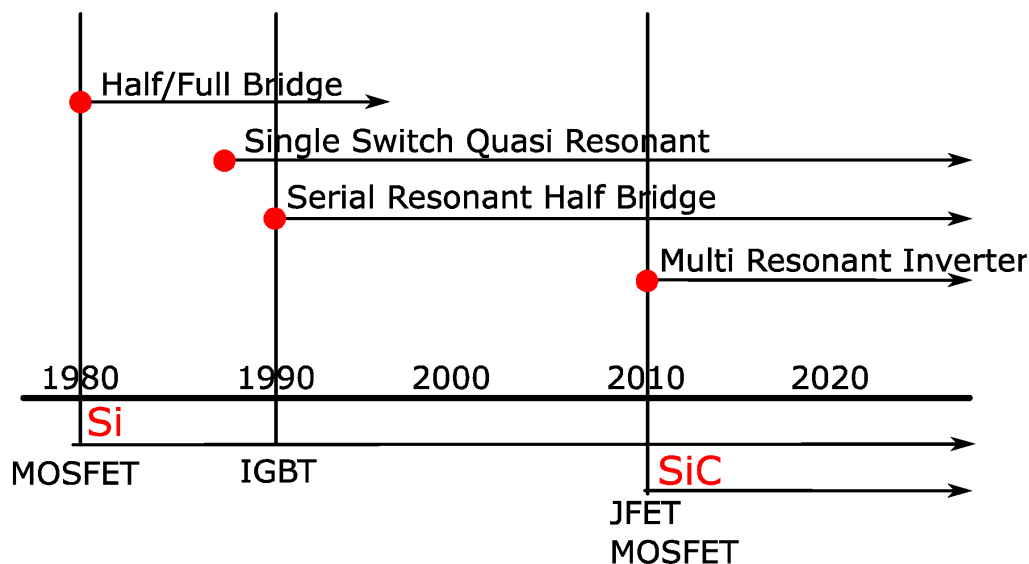 Half/Full Bridge
Single Switch Quasi Resonant
Serial Resonant Half Bridge
Multi Resonant Inverter
1980 1990 2000 2010 2020
Si
MOSFET IGBT SiC
JFET
MOSFET